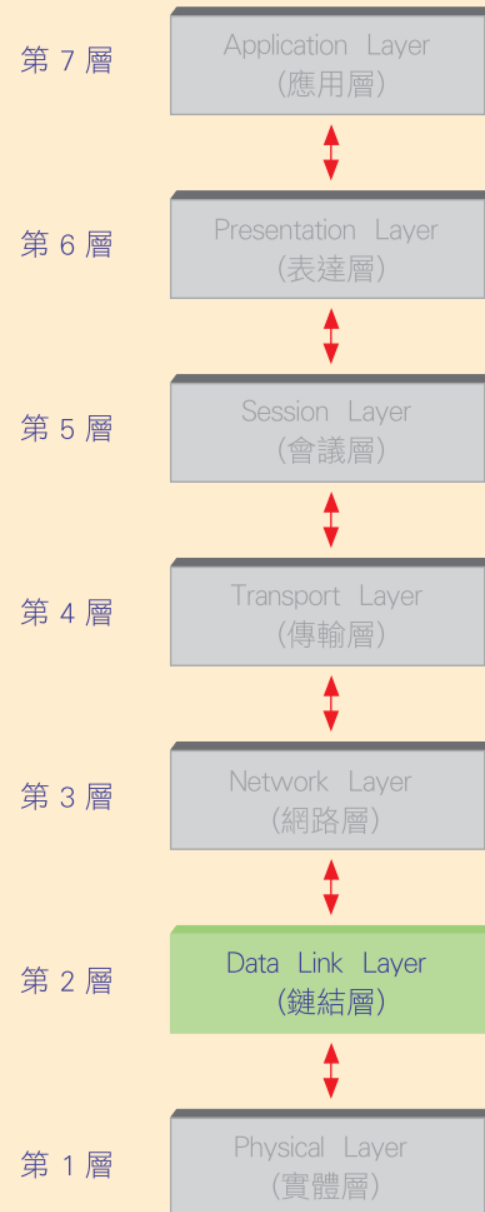 第 7 層
Application Layer
(應用層)
第 6 層
Presentation Layer
(表達層)
第 5 層
Session Layer
(會議層)
第 4 層
Transport Layer
(傳輸層)
第 3 層
Network Layer
(網路層)
第 2 層
Data Link Layer
(鏈結層)
第 1 層
Physical Layer
(實體層)